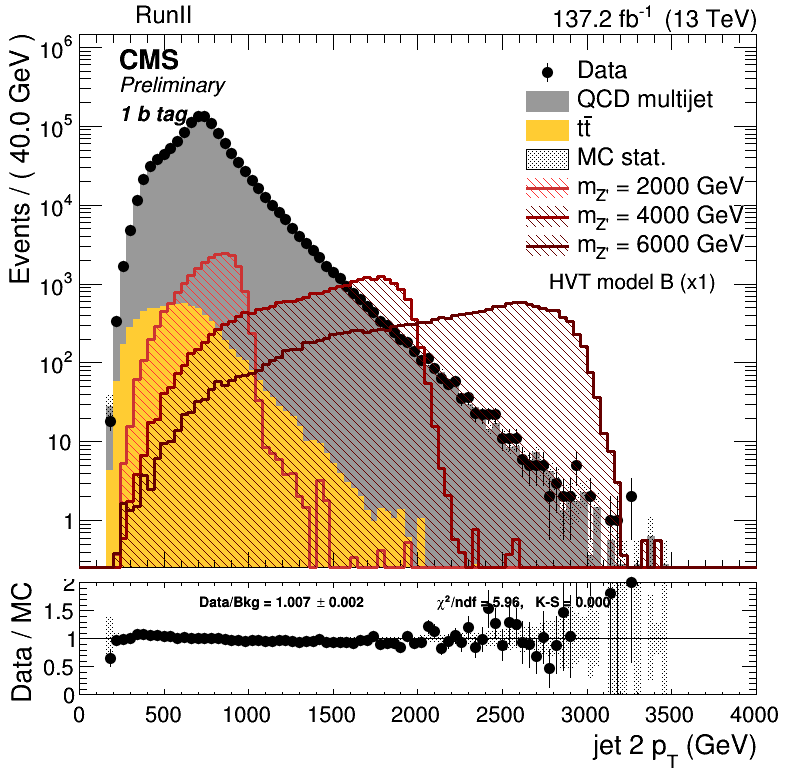 RunII 137.2 fb⁻¹ (13 TeV)
Events / ( 40.0 GeV )
10⁶
10⁵
10⁴
10³
10²
10
1
CMS
Preliminary
1 b tag
Data
QCD multijet
tt̄
MC stat.
m_Z' = 2000 GeV
m_Z' = 4000 GeV
m_Z' = 6000 GeV
HVT model B (x1)
Data / MC
2
1.5
1
0.5
0
Data/Bkg = 1.007 ± 0.002 χ²/ndf = 5.96, K-S = 0.000
0 500 1000 1500 2000 2500 3000 3500 4000
jet 2 p_T (GeV)